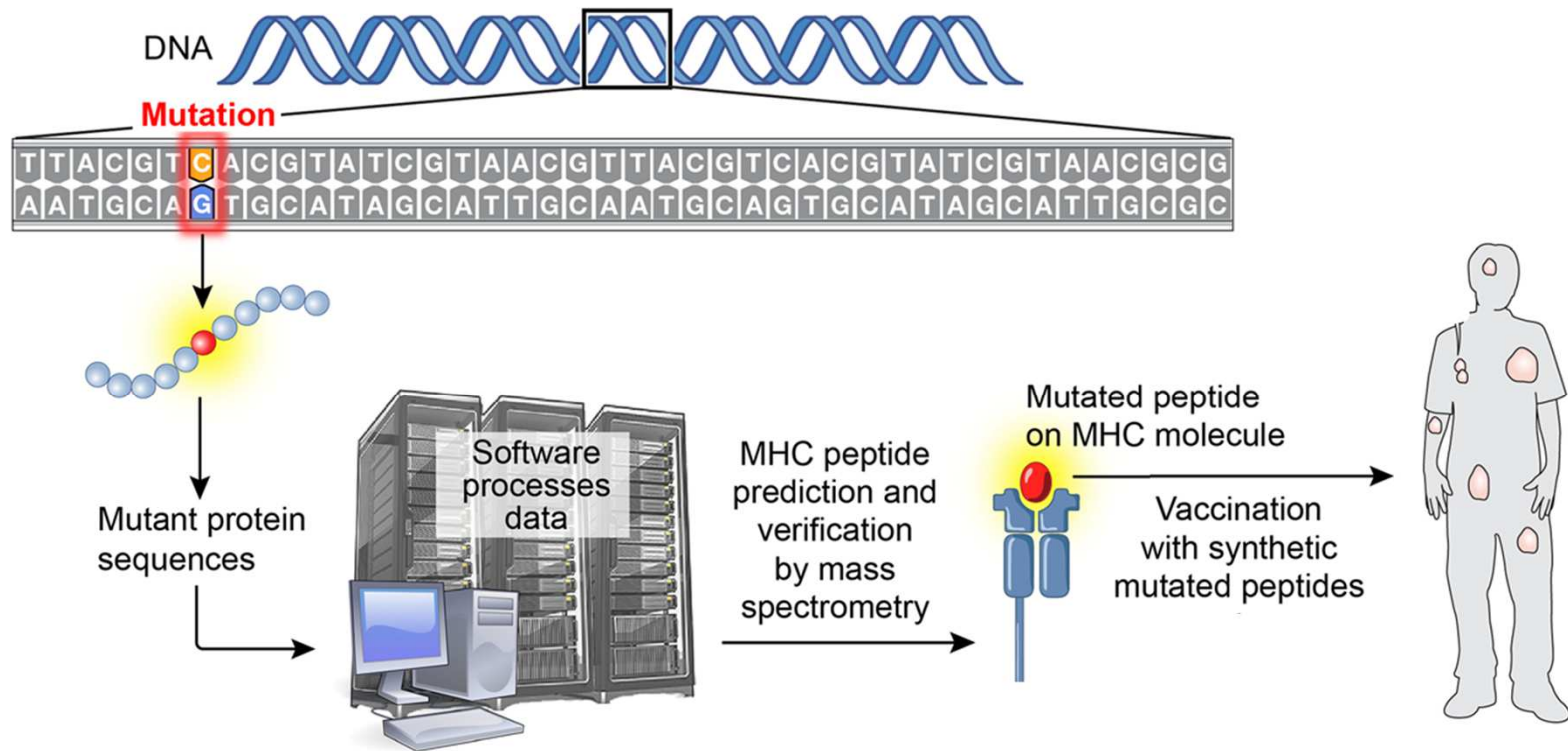 DNA
Mutation
TTACGTCACGTATCGTAACGTTACGTCACGTATCGTAACGCG
AATGCAGTGCATAGCATTGCAATGCAGTGCATAGCATTGCGC
Mutant protein
sequences
Software
processes
data
MHC peptide
prediction and
verification
by mass
spectrometry
Mutated peptide
on MHC molecule
Vaccination
with synthetic
mutated peptides